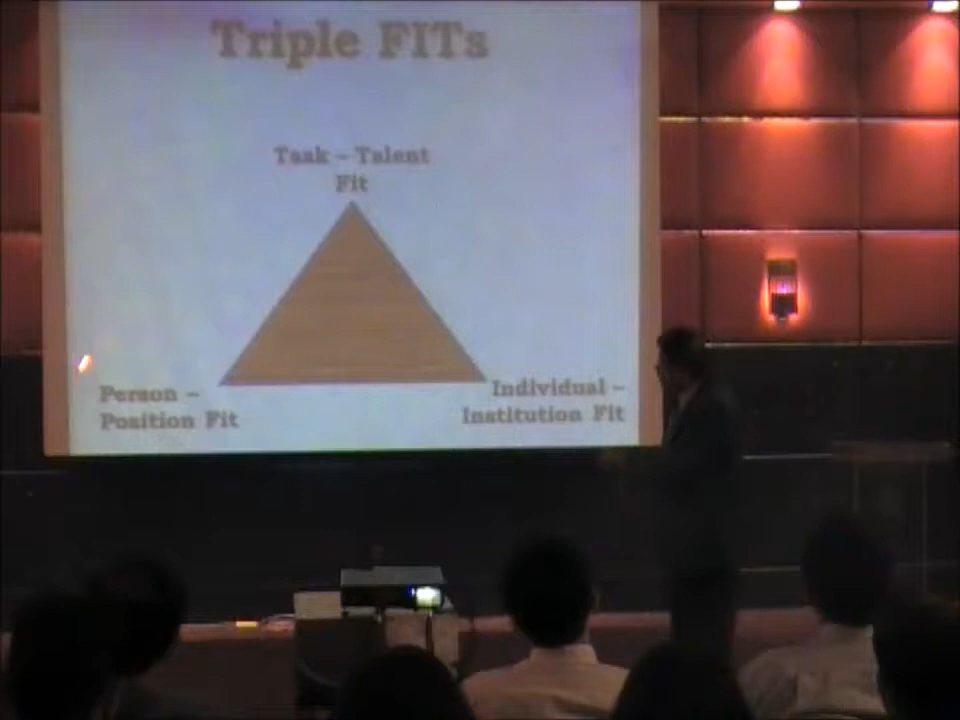 Triple FITs
Task – Talent
Fit
Person –
Position Fit
Individual –
Institution Fit